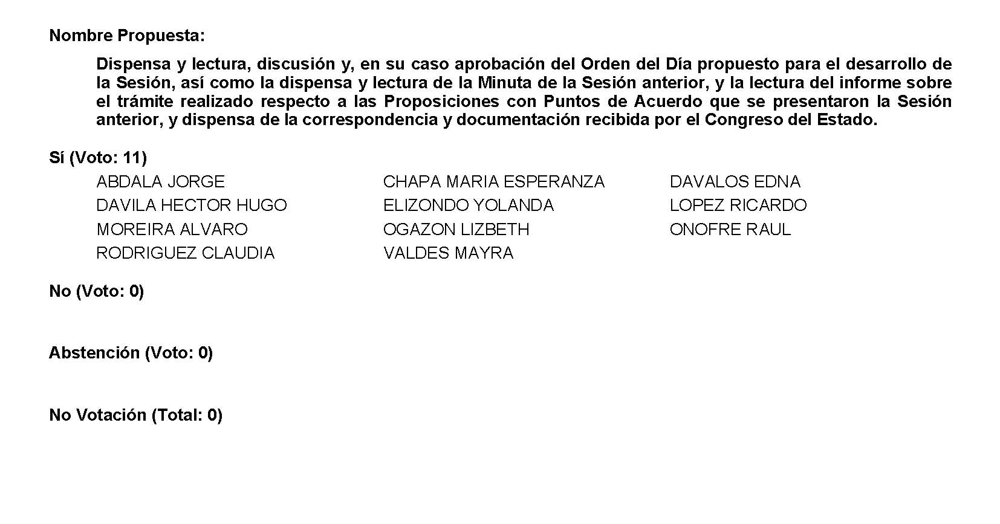 Nombre Propuesta:
Dispensa y lectura, discusión y, en su caso aprobación del Orden del Día propuesto para el desarrollo de
la Sesión, así como la dispensa y lectura de la Minuta de la Sesión anterior, y la lectura del informe sobre
el trámite realizado respecto a las Proposiciones con Puntos de Acuerdo que se presentaron la Sesión
anterior, y dispensa de la correspondencia y documentación recibida por el Congreso del Estado.
Sí (Voto: 11)
ABDALA JORGE CHAPA MARIA ESPERANZA DAVALOS EDNA
DAVILA HECTOR HUGO ELIZONDO YOLANDA LOPEZ RICARDO
MOREIRA ALVARO OGAZON LIZBETH ONOFRE RAUL
RODRIGUEZ CLAUDIA VALDES MAYRA
No (Voto: 0)
Abstención (Voto: 0)
No Votación (Total: 0)